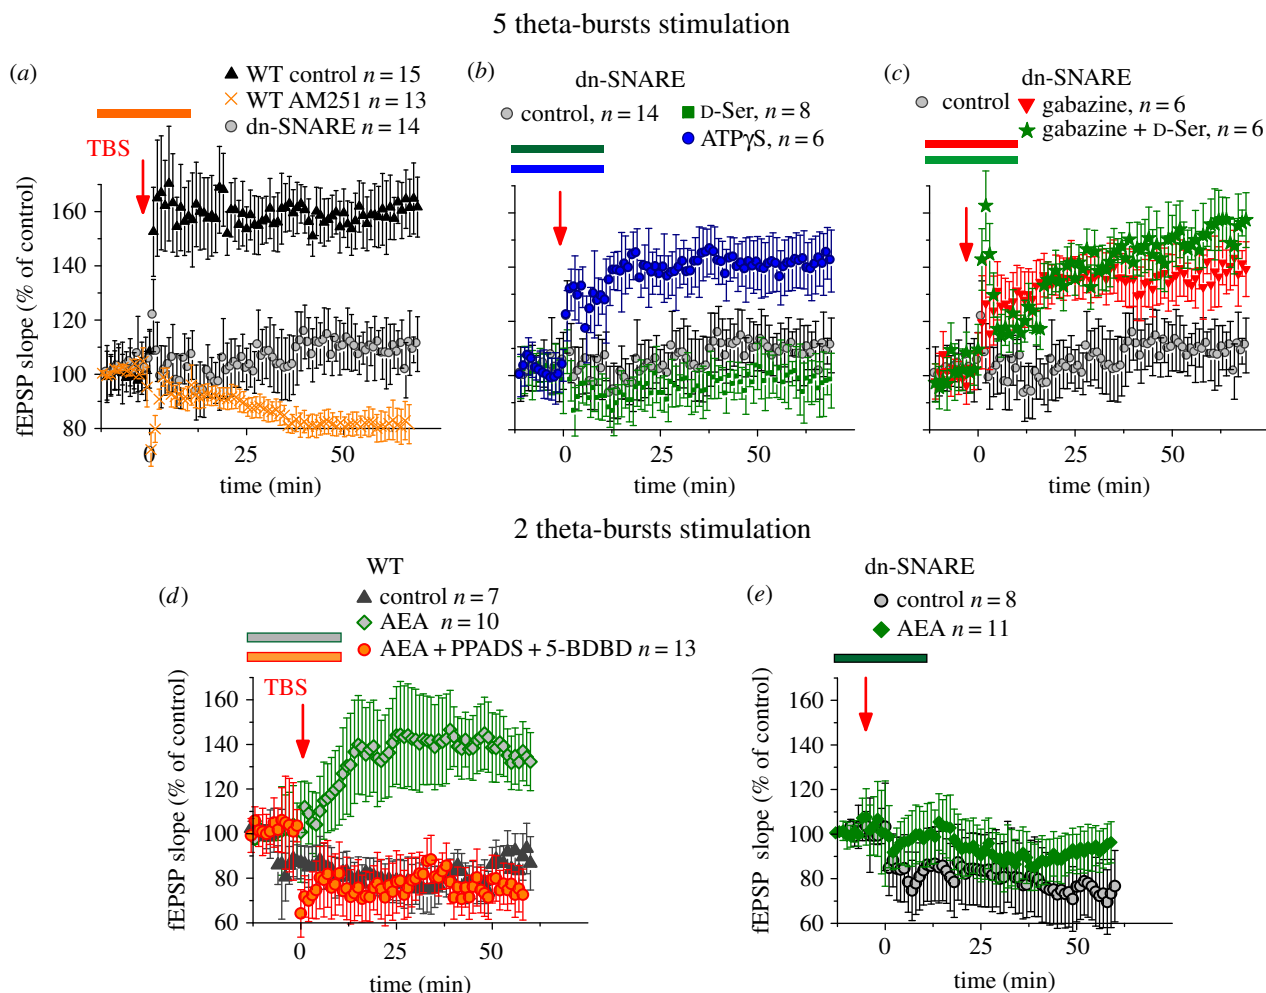 5 theta-bursts stimulation
(a)
WT control n = 15
WT AM251 n = 13
dn-SNARE n = 14
TBS
fEPSP slope (% of control)
160
140
120
100
80
0
25
50
time (min)
(b)
dn-SNARE
control, n = 14
D-Ser, n = 8
ATPγS, n = 6
0
25
50
time (min)
(c)
dn-SNARE
control
gabazine, n = 6
gabazine + D-Ser, n = 6
0
25
50
time (min)
2 theta-bursts stimulation
(d)
WT
control n = 7
AEA n = 10
AEA + PPADS + 5-BDBD n = 13
TBS
fEPSP slope (% of control)
160
140
120
100
80
60
0
25
50
time (min)
(e)
dn-SNARE
control n = 8
AEA n = 11
fEPSP slope (% of control)
160
140
120
100
80
60
0
25
50
time (min)